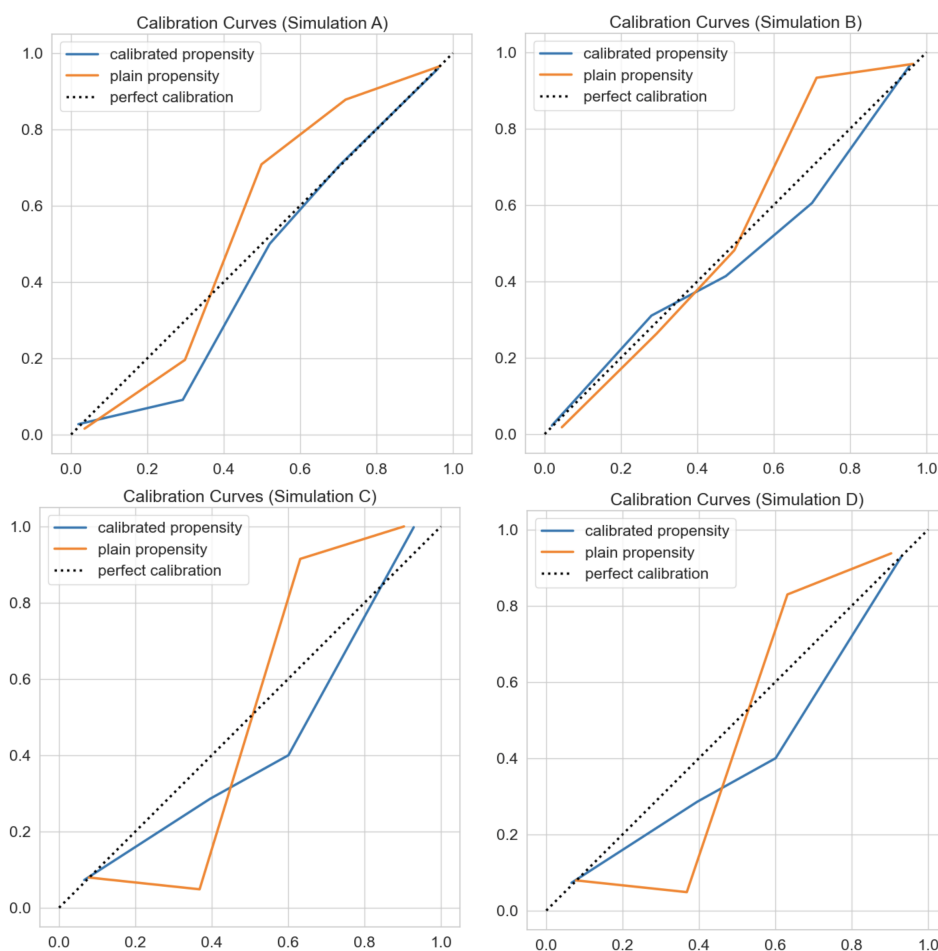 Calibration Curves (Simulation A)
calibrated propensity
plain propensity
perfect calibration
1.0
0.8
0.6
0.4
0.2
0.0
0.0 0.2 0.4 0.6 0.8 1.0
Calibration Curves (Simulation B)
calibrated propensity
plain propensity
perfect calibration
1.0
0.8
0.6
0.4
0.2
0.0
0.0 0.2 0.4 0.6 0.8 1.0
Calibration Curves (Simulation C)
calibrated propensity
plain propensity
perfect calibration
1.0
0.8
0.6
0.4
0.2
0.0
0.0 0.2 0.4 0.6 0.8 1.0
Calibration Curves (Simulation D)
calibrated propensity
plain propensity
perfect calibration
1.0
0.8
0.6
0.4
0.2
0.0
0.0 0.2 0.4 0.6 0.8 1.0